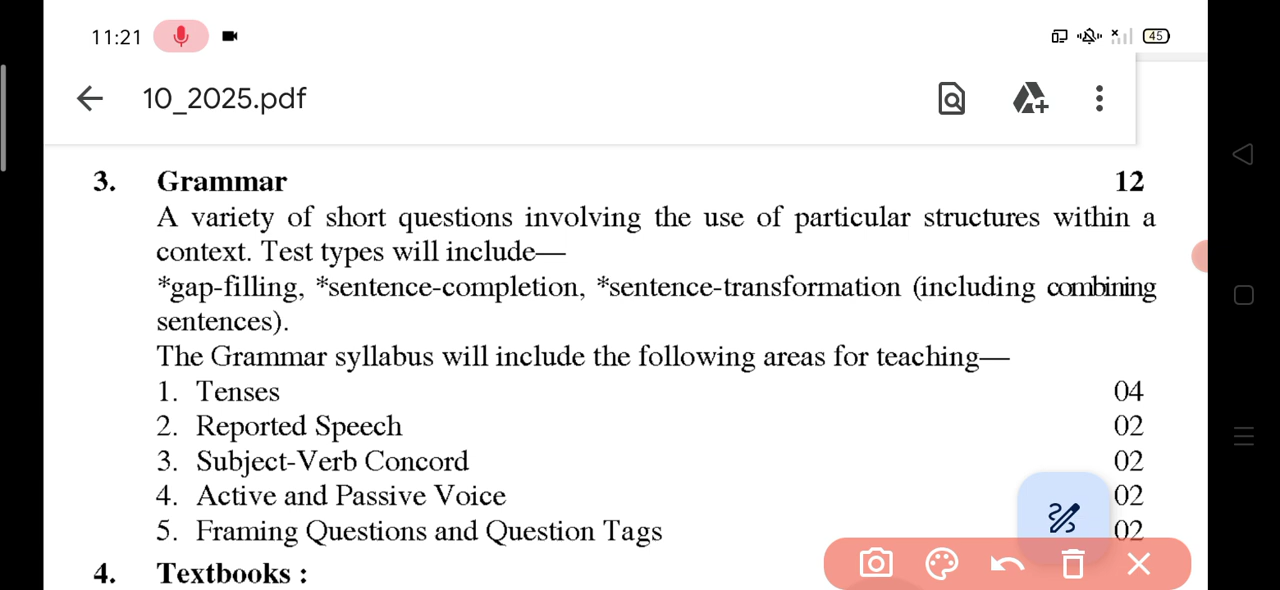 11:21
45
10_2025.pdf
3. Grammar 12
A variety of short questions involving the use of particular structures within a
context. Test types will include—
*gap-filling, *sentence-completion, *sentence-transformation (including combining
sentences).
The Grammar syllabus will include the following areas for teaching—
1. Tenses 04
2. Reported Speech 02
3. Subject-Verb Concord 02
4. Active and Passive Voice 02
5. Framing Questions and Question Tags 02
4. Textbooks :